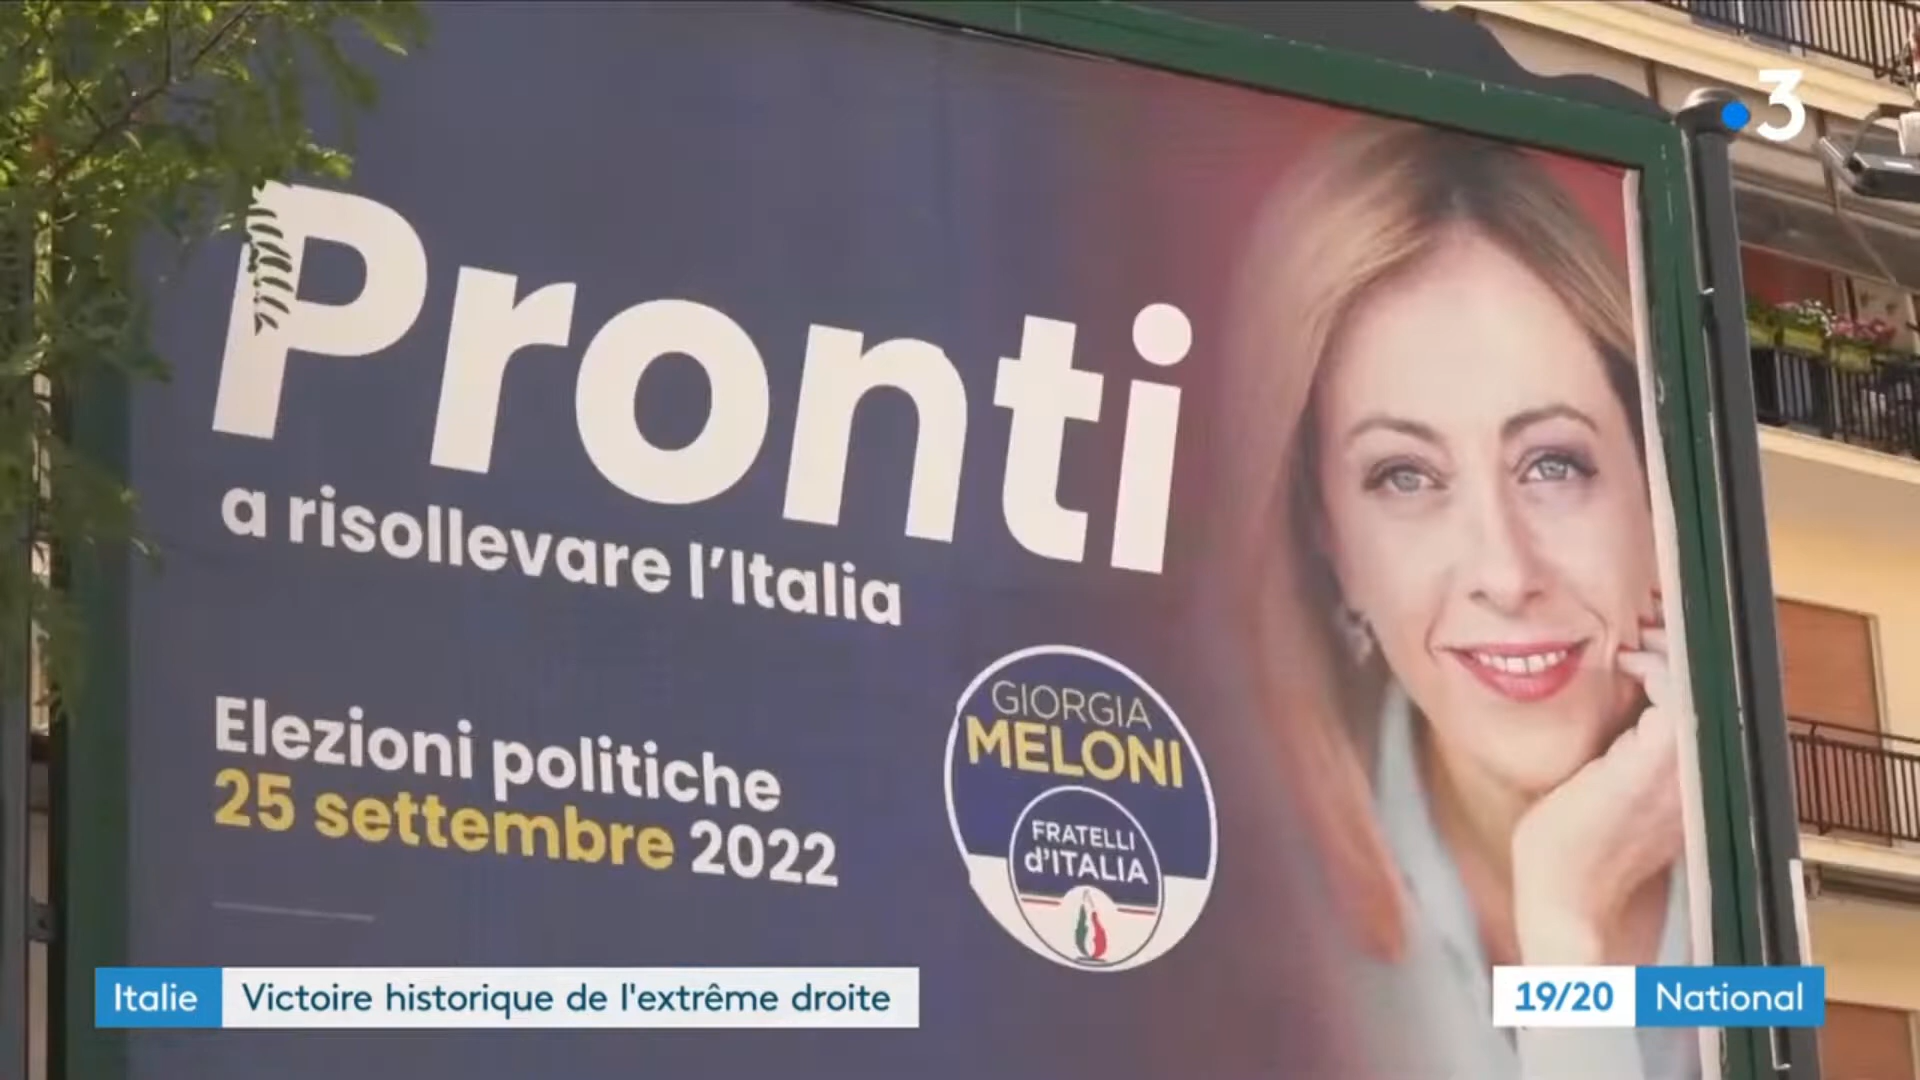 3
Pronti
a risollevare l'Italia
Elezioni politiche
25 settembre 2022
GIORGIA
MELONI
FRATELLI
d'ITALIA
Italie
Victoire historique de l'extrême droite
19/20
National